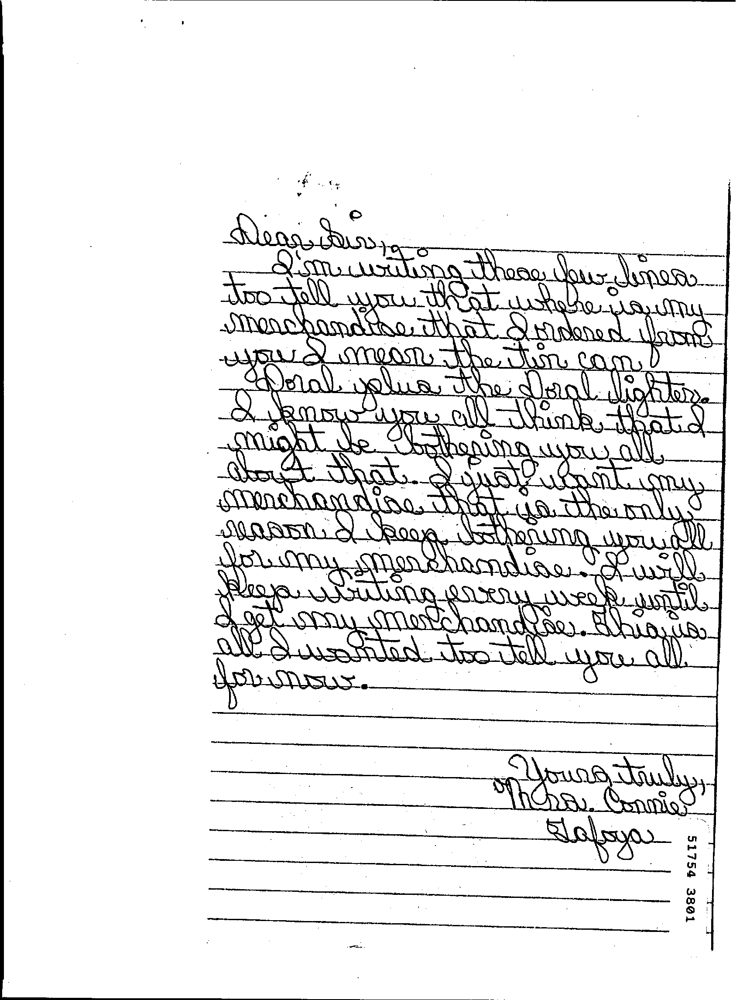 Dear Sir,
I'm writing these few lines
too tell you that where is my
merchandise that I ordered from
you I mean the tin can
Doral plus the Doral lighter.
I know you all think that I
might be bothering you all
about that. I just want my
merchandise that is the only
reason I keep bothering you all
for my merchandise. I will
keep writing every week until
I get my merchandise. This is
all I wanted too tell you all
for now.
Yours truly,
Mrs. Connie
Tafoya
51754 3801